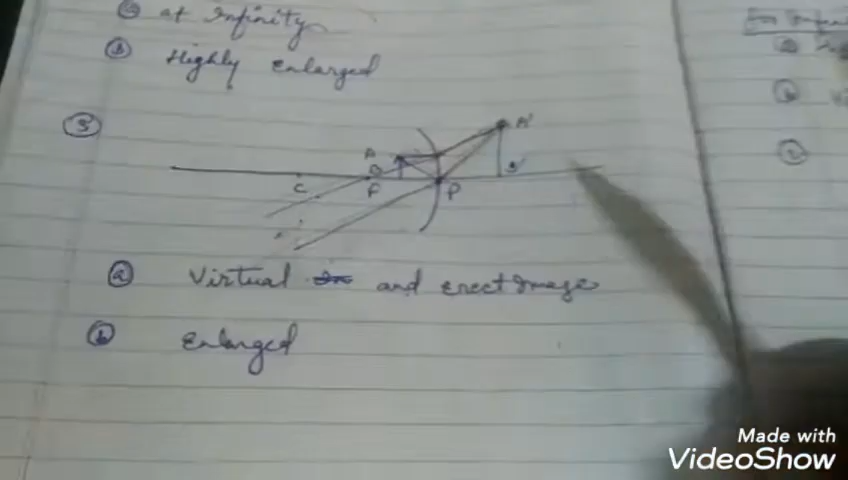 at Infinity
(b) Highly Enlarged
(5)
A A'
B B'
C F P
(a) Virtual and erect Image
(b) Enlarged
Made with
VideoShow